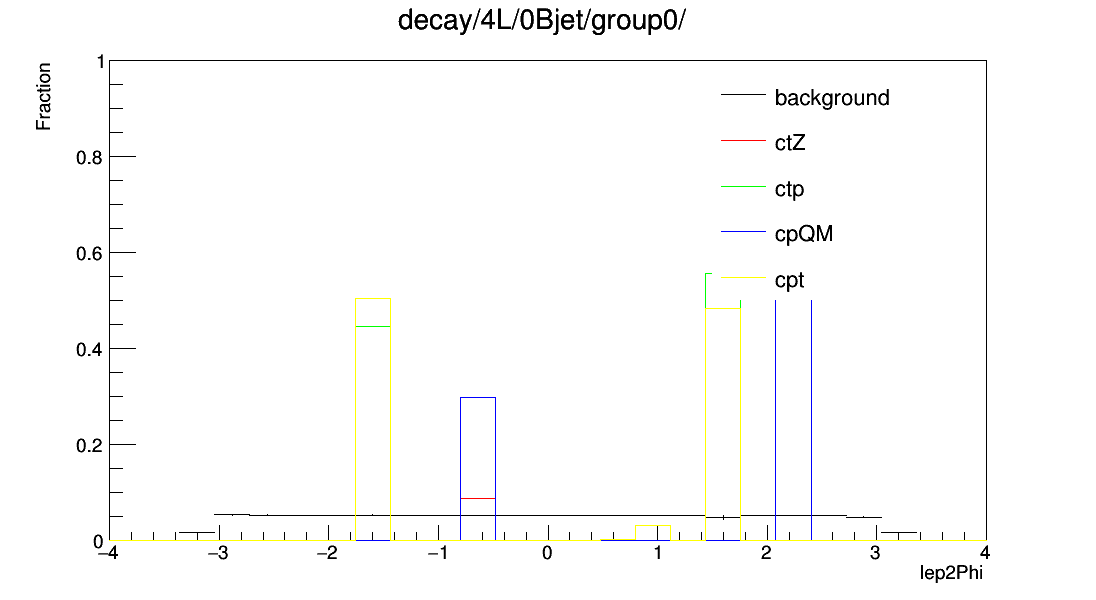 decay/4L/0Bjet/group0/
Fraction
1
0.8
0.6
0.4
0.2
0
background
ctZ
ctp
cpQM
cpt
−4 −3 −2 −1 0 1 2 3 4
lep2Phi